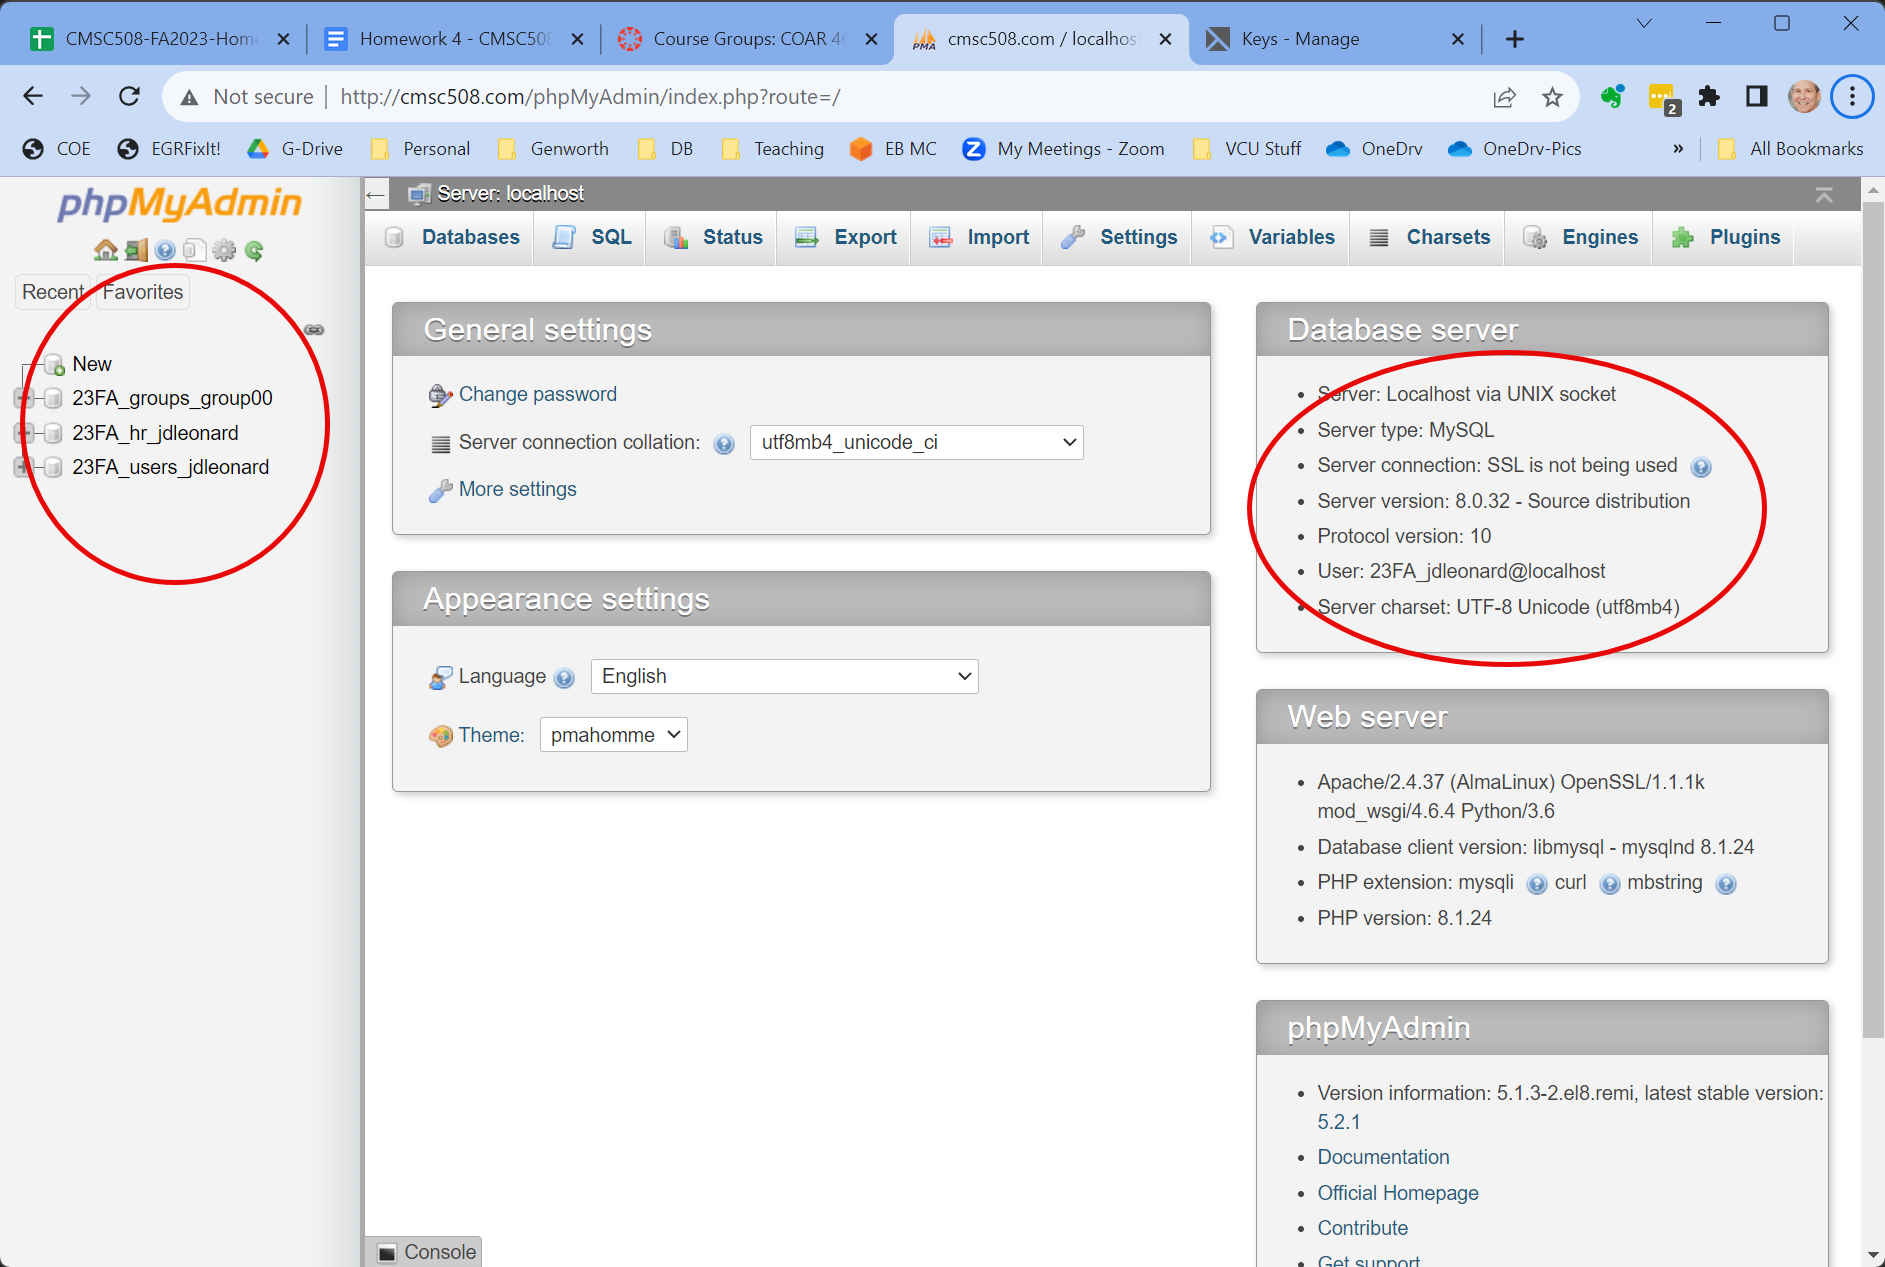 CMSC508-FA2023-Hom
Homework 4 - CMSC508
Course Groups: COAR 46
cmsc508.com / localhost
Keys - Manage
Not secure
http://cmsc508.com/phpMyAdmin/index.php?route=/
2
COE
EGRFixIt!
G-Drive
Personal
Genworth
DB
Teaching
EB MC
My Meetings - Zoom
VCU Stuff
OneDrv
OneDrv-Pics
»
All Bookmarks
phpMyAdmin
Recent
Favorites
New
23FA_groups_group00
23FA_hr_jdleonard
23FA_users_jdleonard
Server: localhost
Databases
SQL
Status
Export
Import
Settings
Variables
Charsets
Engines
Plugins
General settings
Change password
Server connection collation:
utf8mb4_unicode_ci
More settings
Appearance settings
Language
English
Theme:
pmahomme
Database server
Server: Localhost via UNIX socket
Server type: MySQL
Server connection: SSL is not being used
Server version: 8.0.32 - Source distribution
Protocol version: 10
User: 23FA_jdleonard@localhost
Server charset: UTF-8 Unicode (utf8mb4)
Web server
Apache/2.4.37 (AlmaLinux) OpenSSL/1.1.1k
mod_wsgi/4.6.4 Python/3.6
Database client version: libmysql - mysqlnd 8.1.24
PHP extension: mysqli curl mbstring
PHP version: 8.1.24
phpMyAdmin
Version information: 5.1.3-2.el8.remi, latest stable version:
5.2.1
Documentation
Official Homepage
Contribute
Get support
Console